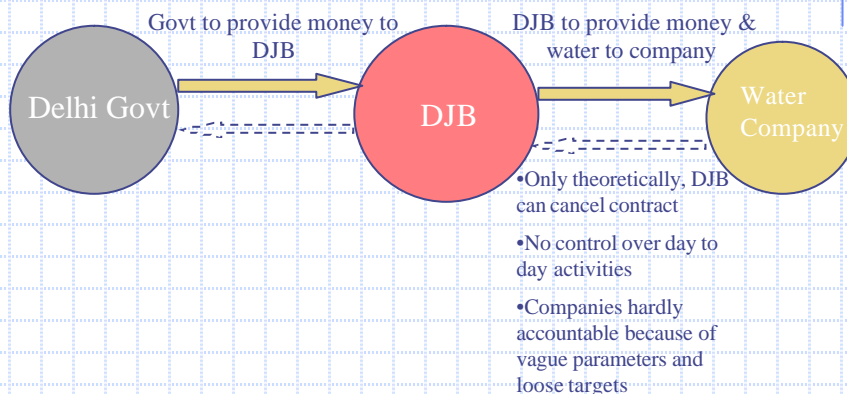 Govt to provide money to
DJB
DJB to provide money &
water to company
Delhi Govt
DJB
Water
Company
•Only theoretically, DJB
can cancel contract
•No control over day to
day activities
•Companies hardly
accountable because of
vague parameters and
loose targets